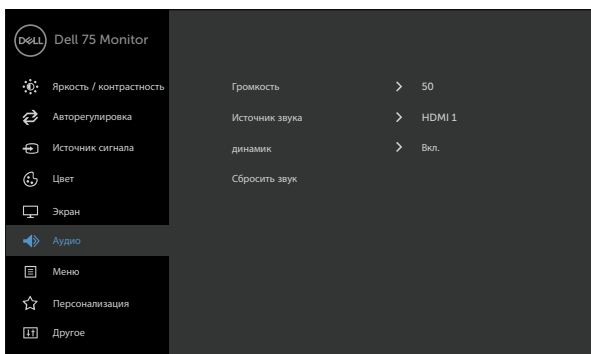 DELL Dell 75 Monitor
Яркость / контрастность
Громкость 50
Авторегулировка
Источник звука HDMI 1
Источник сигнала
динамик Вкл.
Цвет
Сбросить звук
Экран
Аудио
Меню
Персонализация
Другое